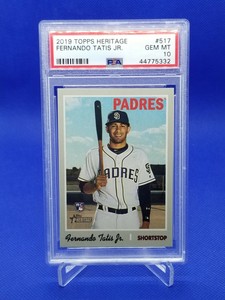 2019 TOPPS HERITAGE #517
FERNANDO TATIS JR. GEM MT
PSA 10
44775332
PADRES
PADRES
Fernando Tatis Jr. SHORTSTOP